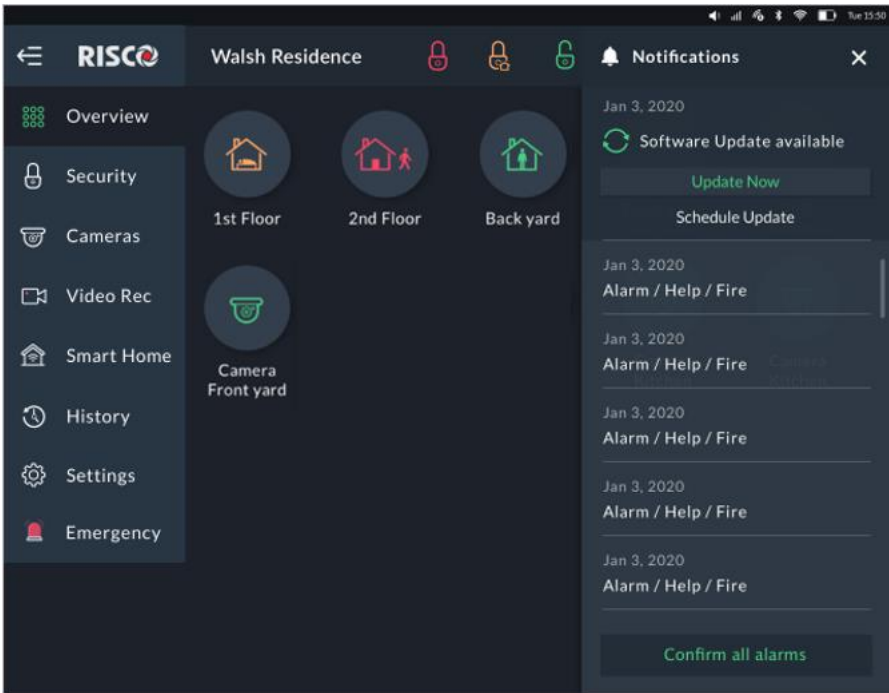 Tue 15:50
RISCO
Walsh Residence
Notifications
Overview
Security
Cameras
Video Rec
Smart Home
History
Settings
Emergency
1st Floor
2nd Floor
Back yard
Camera
Front yard
Jan 3, 2020
Software Update available
Update Now
Schedule Update
Jan 3, 2020
Alarm / Help / Fire
Jan 3, 2020
Alarm / Help / Fire
Jan 3, 2020
Alarm / Help / Fire
Jan 3, 2020
Alarm / Help / Fire
Jan 3, 2020
Alarm / Help / Fire
Confirm all alarms